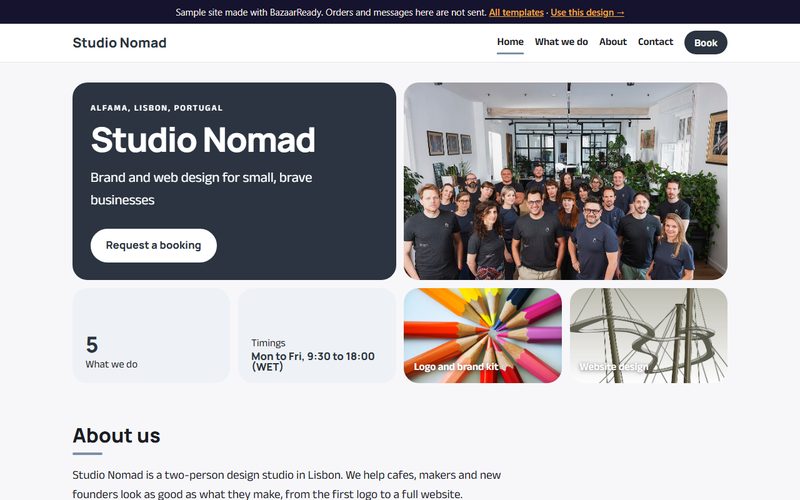 Sample site made with BazaarReady. Orders and messages here are not sent. All templates · Use this design →
Studio Nomad
Home
What we do
About
Contact
Book
ALFAMA, LISBON, PORTUGAL
Studio Nomad
Brand and web design for small, brave
businesses
Request a booking
5
What we do
Timings
Mon to Fri, 9:30 to 18:00
(WET)
Logo and brand kit
Website design
About us
Studio Nomad is a two-person design studio in Lisbon. We help cafes, makers and new
founders look as good as what they make, from the first logo to a full website.